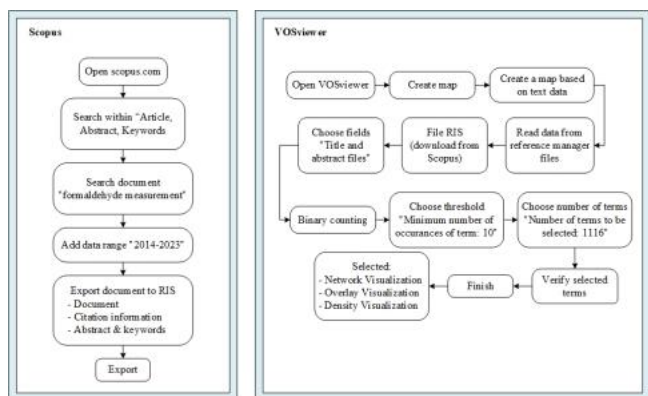 Scopus
Open scopus.com
Search within "Article,
Abstract, Keywords
Search document
"formaldehyde measurement"
Add data range "2014-2023"
Export document to RIS
- Document
- Citation information
- Abstract & keywords
Export
VOSviewer
Open VOSviewer
Create map
Create a map based
on text data
Read data from
reference manager
files
File RIS
(download from
Scopus)
Choose fields
"Title and
abstract files"
Binary counting
Choose threshold
"Minimum number of
occurances of term: 10"
Choose number of terms
"Number of terms to be
selected: 1116"
Verify selected
terms
Finish
Selected:
- Network Visualization
- Overlay Visualization
- Density Visualization